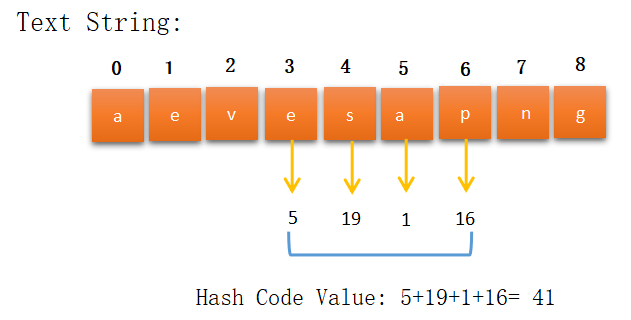 Text String:
0 1 2 3 4 5 6 7 8
a e v e s a p n g
5 19 1 16
Hash Code Value: 5+19+1+16= 41